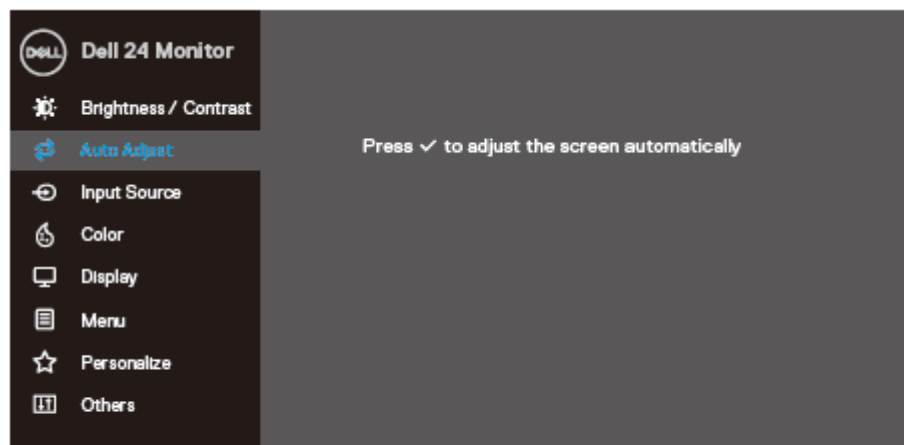 DELL Dell 24 Monitor
Brightness / Contrast
Auto Adjust
Press ✓ to adjust the screen automatically
Input Source
Color
Display
Menu
Personalize
Others